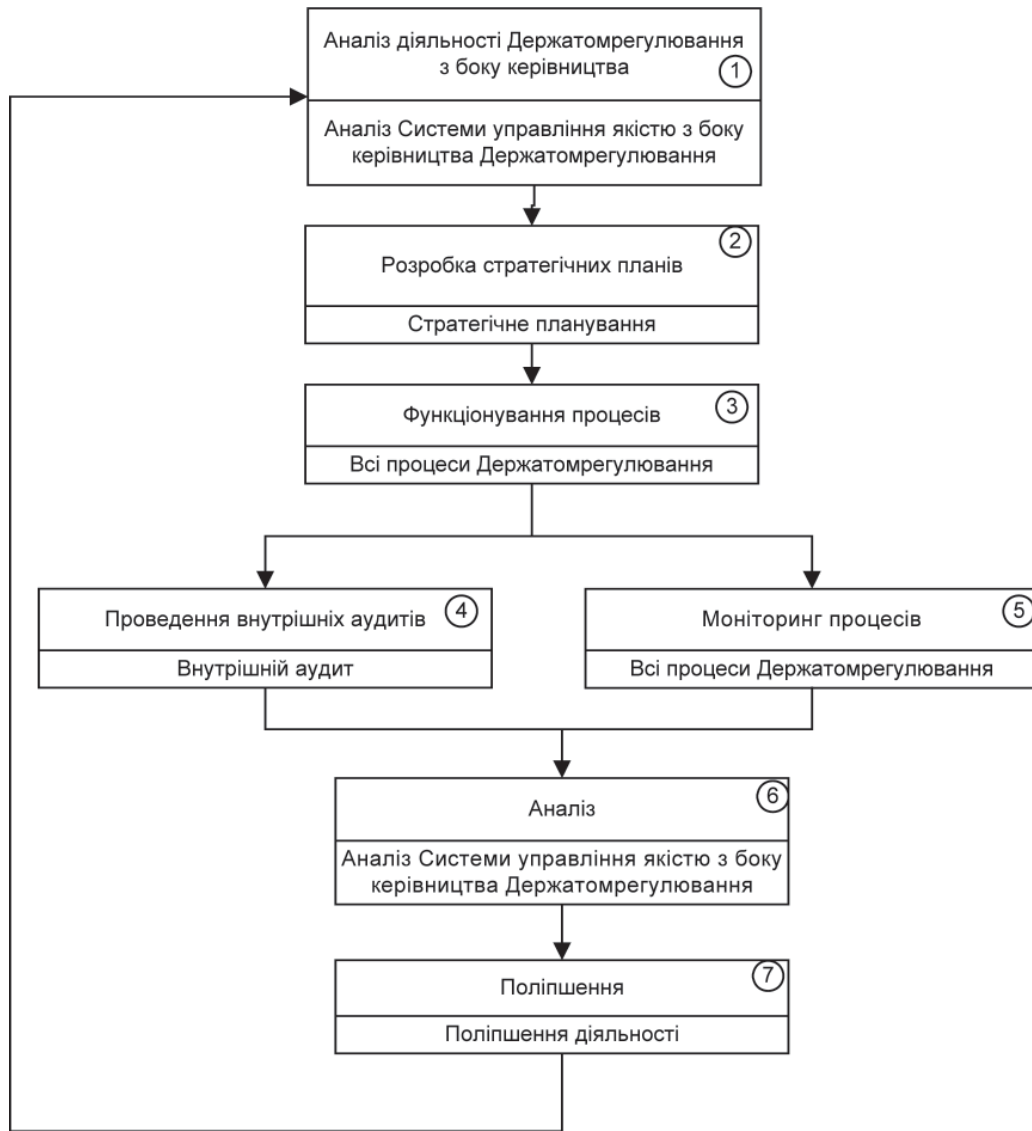 Аналіз діяльності Держатомрегулювання
з боку керівництва
1
Аналіз Системи управління якістю з боку
керівництва Держатомрегулювання
2
Розробка стратегічних планів
Стратегічне планування
3
Функціонування процесів
Всі процеси Держатомрегулювання
4
Проведення внутрішніх аудитів
Внутрішній аудит
5
Моніторинг процесів
Всі процеси Держатомрегулювання
6
Аналіз
Аналіз Системи управління якістю з боку
керівництва Держатомрегулювання
7
Поліпшення
Поліпшення діяльності